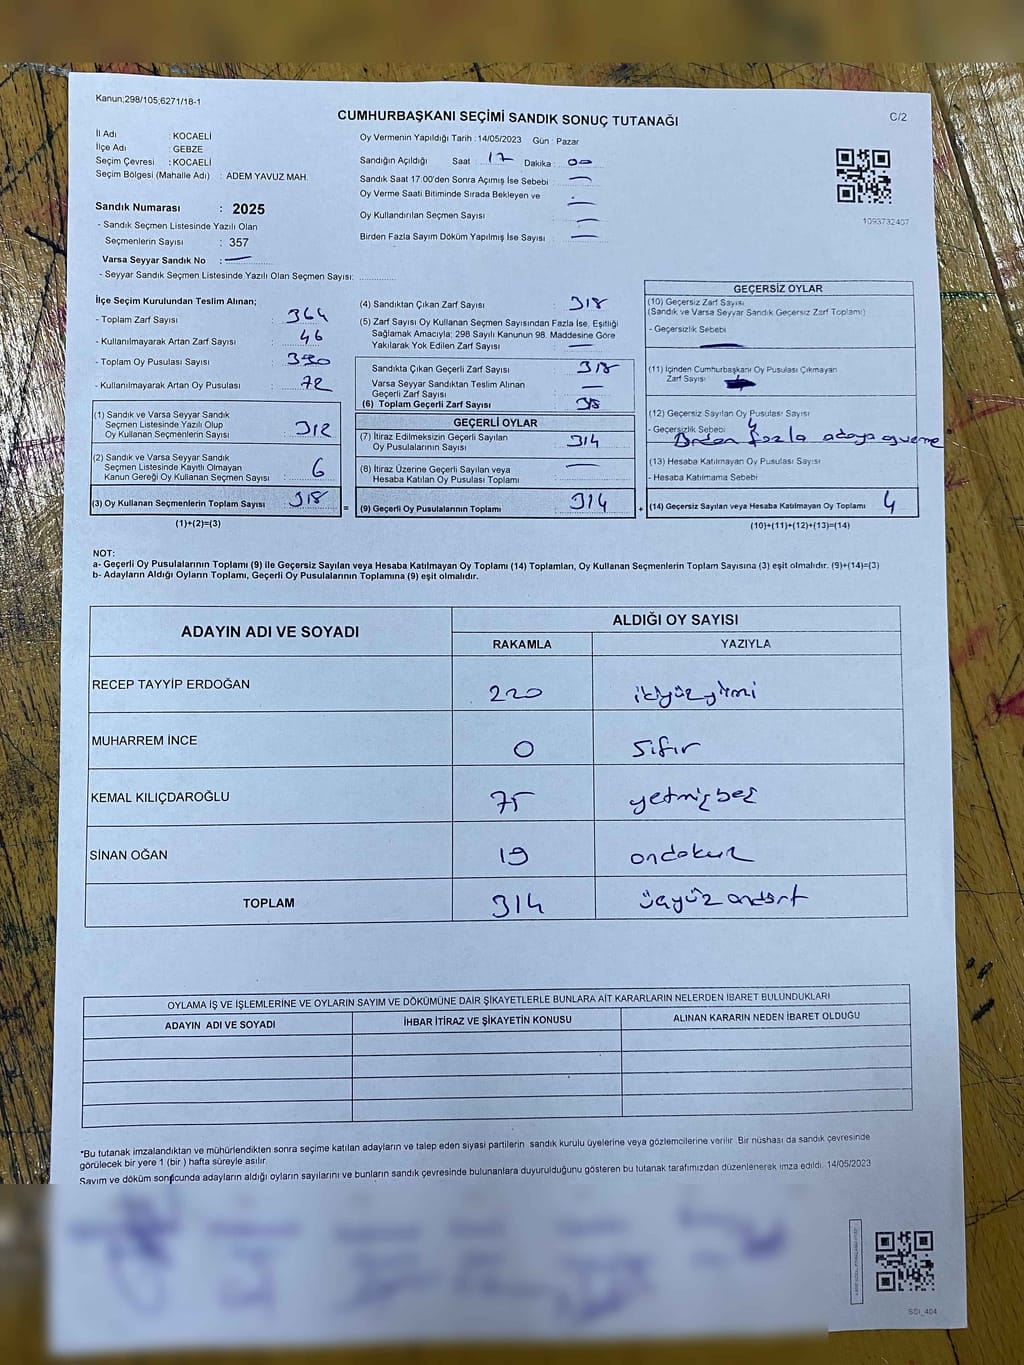 Kanun;298/105;6271/18-1
CUMHURBAŞKANI SEÇİMİ SANDIK SONUÇ TUTANAĞI
C/2
İl Adı : KOCAELİ
İlçe Adı : GEBZE
Seçim Çevresi : KOCAELİ
Seçim Bölgesi (Mahalle Adı) : ADEM YAVUZ MAH.
Sandık Numarası : 2025
- Sandık Seçmen Listesinde Yazılı Olan
Seçmenlerin Sayısı : 357
Varsa Seyyar Sandık No : —
- Seyyar Sandık Seçmen Listesinde Yazılı Olan Seçmen Sayısı: ............
Oy Vermenin Yapıldığı Tarih : 14/05/2023 Gün : Pazar
Sandığın Açıldığı Saat : 17 Dakika : 00
Sandık Saat 17:00'den Sonra Açımış İse Sebebi : —
Oy Verme Saati Bitiminde Sırada Bekleyen ve
Oy Kullandırılan Seçmen Sayısı : —
Birden Fazla Sayım Döküm Yapılmış İse Sayısı : —
1093732407
İlçe Seçim Kurulundan Teslim Alınan;
- Toplam Zarf Sayısı : 364
- Kullanılmayarak Artan Zarf Sayısı : 46
- Toplam Oy Pusulası Sayısı : 390
- Kullanılmayarak Artan Oy Pusulası : 72
(1) Sandık ve Varsa Seyyar Sandık
Seçmen Listesinde Yazılı Olup
Oy Kullanan Seçmenlerin Sayısı : 312
(2) Sandık ve Varsa Seyyar Sandık
Seçmen Listesinde Kayıtlı Olmayan
Kanun Gereği Oy Kullanan Seçmen Sayısı : 6
(3) Oy Kullanan Seçmenlerin Toplam Sayısı : 318
(1)+(2)=(3)
(4) Sandıktan Çıkan Zarf Sayısı : 318
(5) Zarf Sayısı Oy Kullanan Seçmen Sayısından Fazla İse, Eşitliği
Sağlamak Amacıyla; 298 Sayılı Kanunun 98. Maddesine Göre
Yakılarak Yok Edilen Zarf Sayısı : —
Sandıkta Çıkan Geçerli Zarf Sayısı : 318
Varsa Seyyar Sandıktan Teslim Alınan
Geçerli Zarf Sayısı : —
(6) Toplam Geçerli Zarf Sayısı : 318
GEÇERLİ OYLAR
(7) İtiraz Edilmeksizin Geçerli Sayılan
Oy Pusulalarının Sayısı : 314
(8) İtiraz Üzerine Geçerli Sayılan veya
Hesaba Katılan Oy Pusulası Toplamı : —
= (9) Geçerli Oy Pusulalarının Toplamı : 314 +
GEÇERSİZ OYLAR
(10) Geçersiz Zarf Sayısı
(Sandık ve Varsa Seyyar Sandık Geçersiz Zarf Toplamı)
- Geçersizlik Sebebi
—
(11) İçinden Cumhurbaşkanı Oy Pusulası Çıkmayan
Zarf Sayısı :
(12) Geçersiz Sayılan Oy Pusulası Sayısı
- Geçersizlik Sebebi 4
Birden fazla adaya
(13) Hesaba Katılmayan Oy Pusulası Sayısı
- Hesaba Katılmama Sebebi
(14) Geçersiz Sayılan veya Hesaba Katılmayan Oy Toplamı 4
(10)+(11)+(12)+(13)=(14)
NOT:
a- Geçerli Oy Pusulalarının Toplamı (9) ile Geçersiz Sayılan veya Hesaba Katılmayan Oy Toplamı (14) Toplamları, Oy Kullanan Seçmenlerin Toplam Sayısına (3) eşit olmalıdır. (9)+(14)=(3)
b- Adayların Aldığı Oyların Toplamı, Geçerli Oy Pusulalarının Toplamına (9) eşit olmalıdır.
ADAYIN ADI VE SOYADI
ALDIĞI OY SAYISI
RAKAMLA YAZIYLA
RECEP TAYYİP ERDOĞAN 220 ikiyüzyirmi
MUHARREM İNCE 0 sıfır
KEMAL KILIÇDAROĞLU 75 yetmişbeş
SİNAN OĞAN 19 ondokuz
TOPLAM 314 üçyüzondört
OYLAMA İŞ VE İŞLEMLERİNE VE OYLARIN SAYIM VE DÖKÜMÜNE DAİR ŞİKAYETLERLE BUNLARA AİT KARARLARIN NELERDEN İBARET BULUNDUKLARI
ADAYIN ADI VE SOYADI İHBAR İTİRAZ VE ŞİKAYETİN KONUSU ALINAN KARARIN NEDEN İBARET OLDUĞU
*Bu tutanak imzalandıktan ve mühürlendikten sonra seçime katılan adayların ve talep eden siyasi partilerin sandık kurulu üyelerine veya gözlemcilerine verilir. Bir nüshası da sandık çevresinde
görülecek bir yere 1 (bir ) hafta süreyle asılır.
Sayım ve döküm sonucunda adayların aldığı oyların sayılarını ve bunların sandık çevresinde bulunanlara duyurulduğunu gösteren bu tutanak tarafımızdan düzenlenerek imza edildi. 14/05/2023
SSI_404